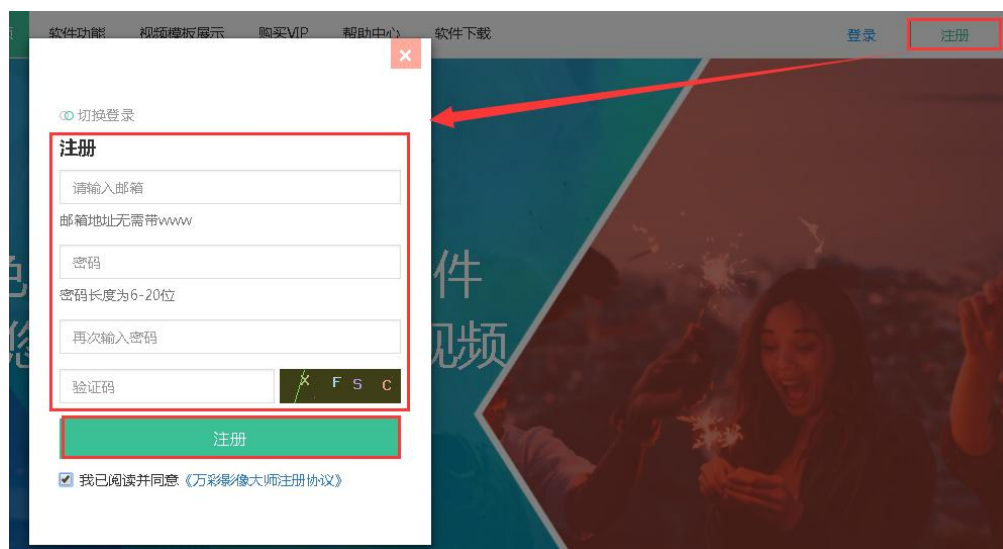 软件功能 视频模板展示 购买VIP 帮助中心 软件下载 登录 注册
×
切换登录
注册
请输入邮箱
邮箱地址无需带www
密码
密码长度为6-20位
件
再次输入密码
视频
验证码 X F S C
注册
我已阅读并同意《万彩影像大师注册协议》